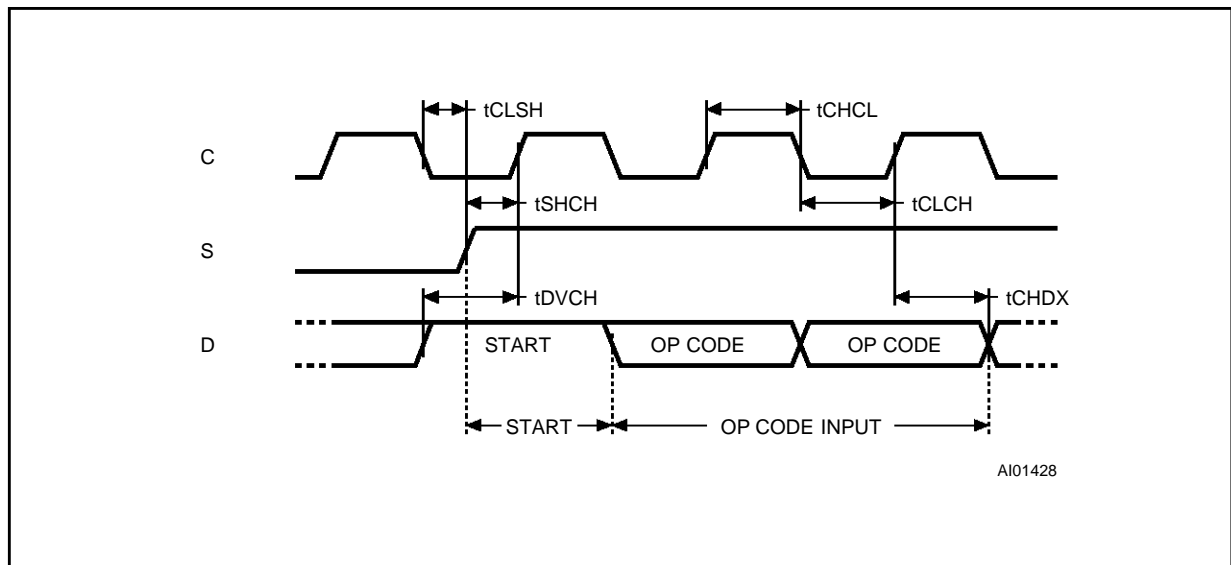 tCLSH
tCHCL
C
tSHCH
tCLCH
S
tDVCH
tCHDX
D
START
OP CODE
OP CODE
START
OP CODE INPUT
AI01428